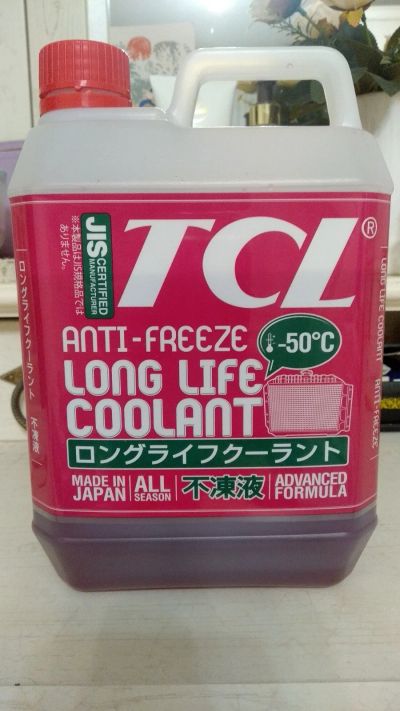 TCL®
JIS CERTIFIED MANUFACTURER
※本製品はJIS規格品では
ありません。
ANTI-FREEZE
-50°C
LONG LIFE
COOLANT
ロングライフクーラント
MADE IN
JAPAN
ALL
SEASON
不凍液
ADVANCED
FORMULA
ロングライフクーラント 不凍液
LONG LIFE COOLANT ANTI-FREEZE